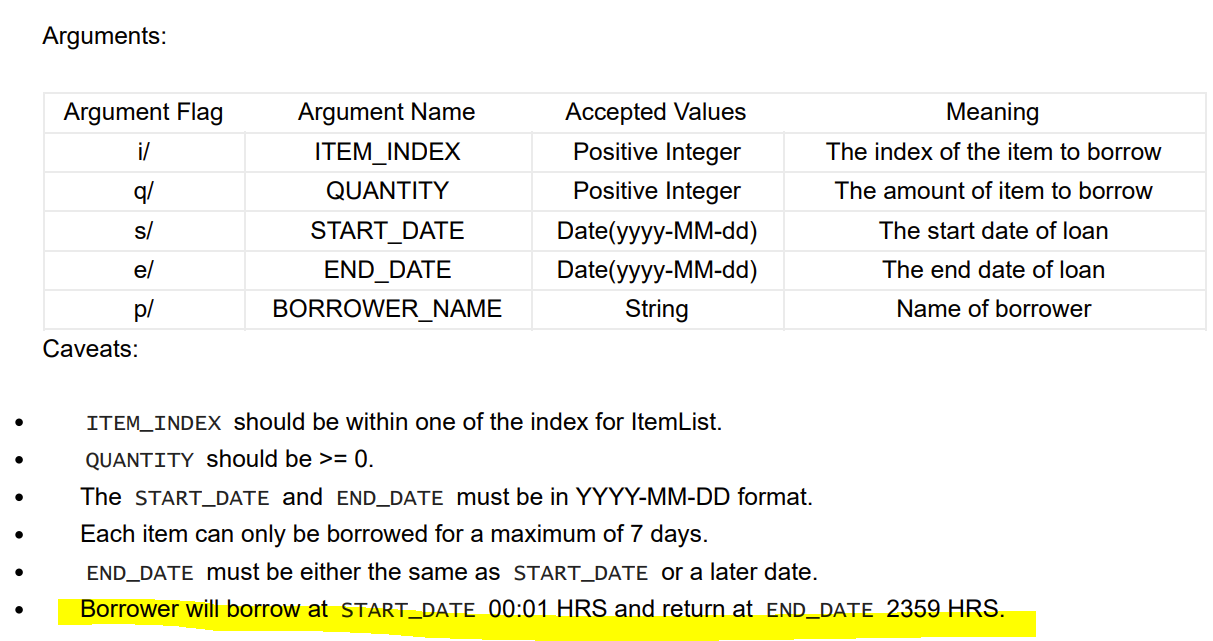 Arguments:
Argument Flag Argument Name Accepted Values Meaning
i/ ITEM_INDEX Positive Integer The index of the item to borrow
q/ QUANTITY Positive Integer The amount of item to borrow
s/ START_DATE Date(yyyy-MM-dd) The start date of loan
e/ END_DATE Date(yyyy-MM-dd) The end date of loan
p/ BORROWER_NAME String Name of borrower
Caveats:
• ITEM_INDEX should be within one of the index for ItemList.
• QUANTITY should be >= 0.
• The START_DATE and END_DATE must be in YYYY-MM-DD format.
• Each item can only be borrowed for a maximum of 7 days.
• END_DATE must be either the same as START_DATE or a later date.
• Borrower will borrow at START_DATE 00:01 HRS and return at END_DATE 2359 HRS.